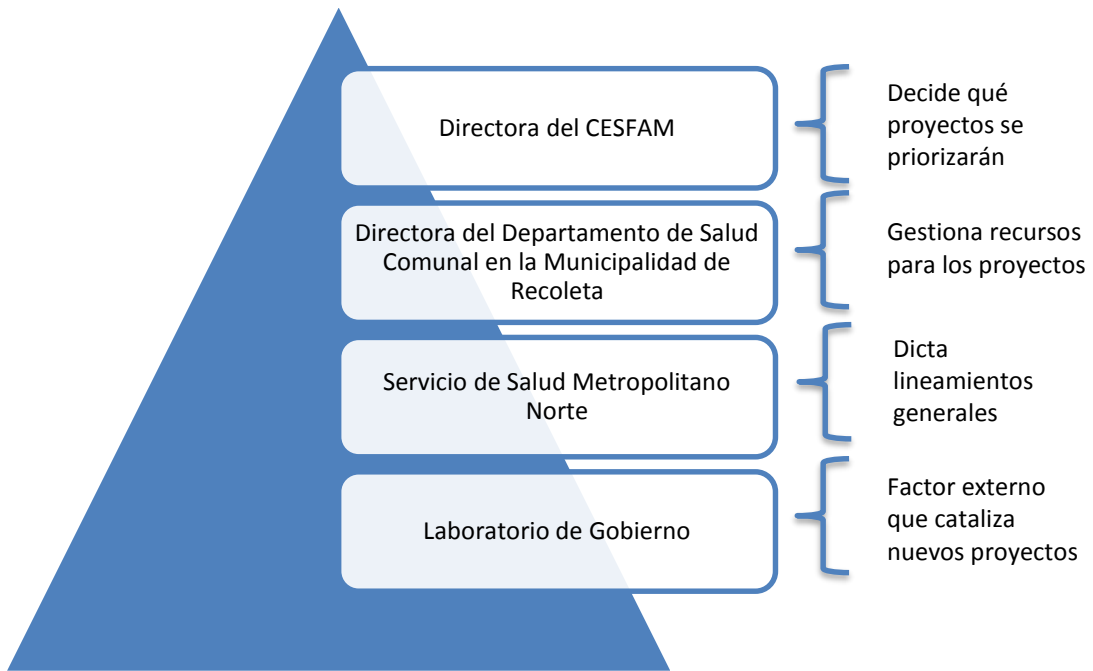 Directora del CESFAM
Decide qué
proyectos se
priorizarán
Directora del Departamento de Salud
Comunal en la Municipalidad de
Recoleta
Gestiona recursos
para los proyectos
Servicio de Salud Metropolitano
Norte
Dicta
lineamientos
generales
Laboratorio de Gobierno
Factor externo
que cataliza
nuevos proyectos